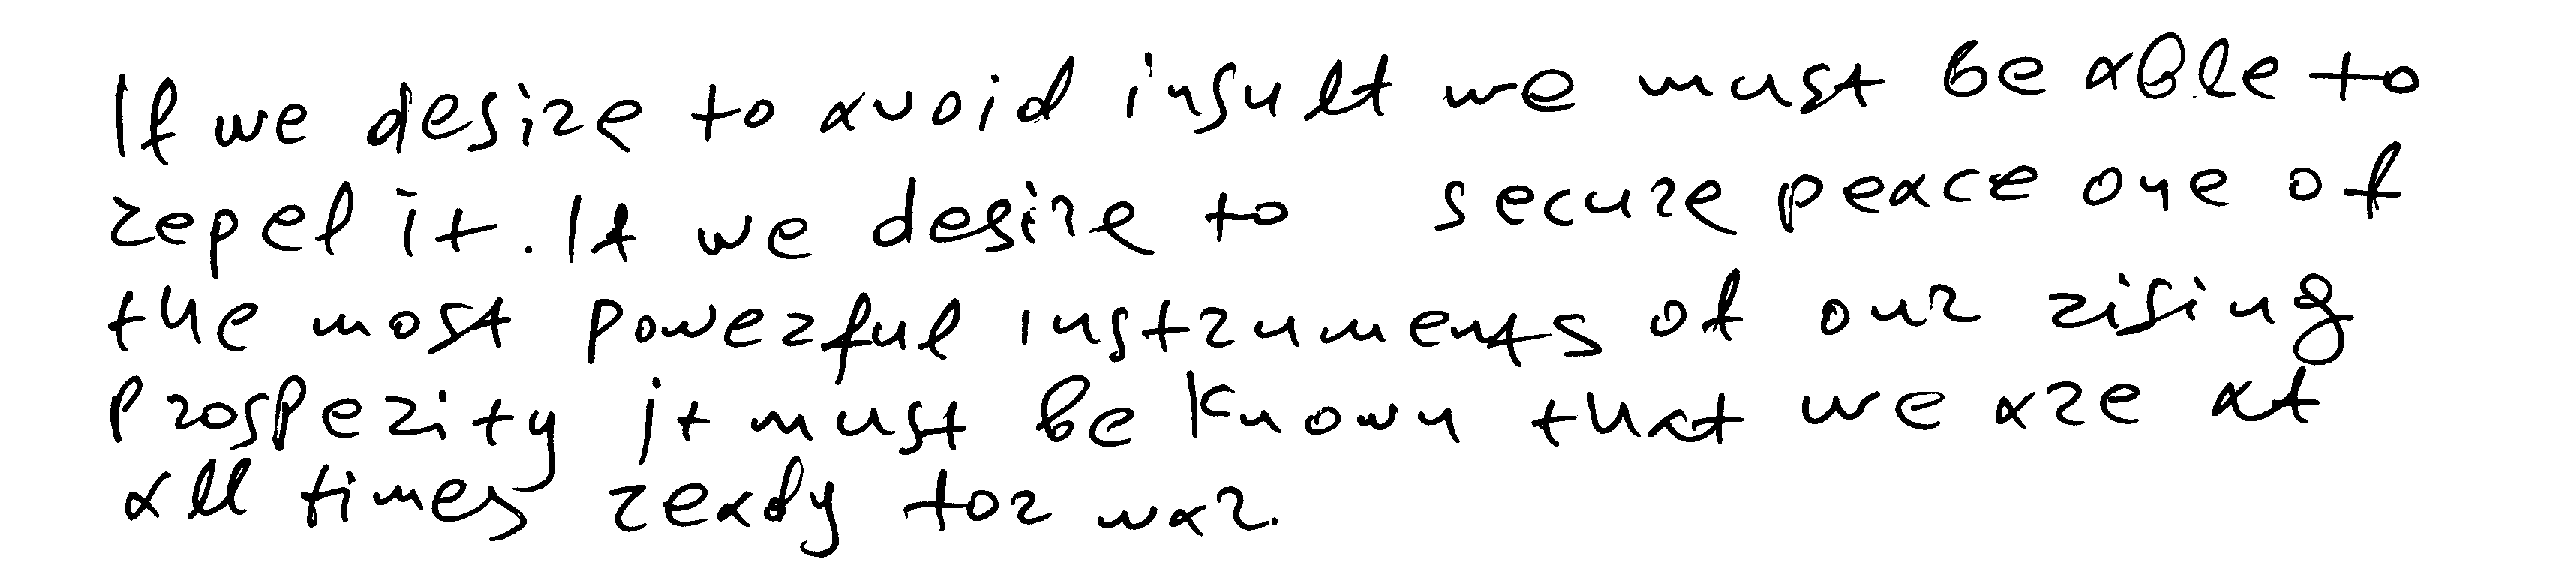 If we desire to avoid insult we must be able to
repel it. If we desire to secure peace one of
the most powerful instruments of our rising
prosperity it must be known that we are at
all times ready for war.